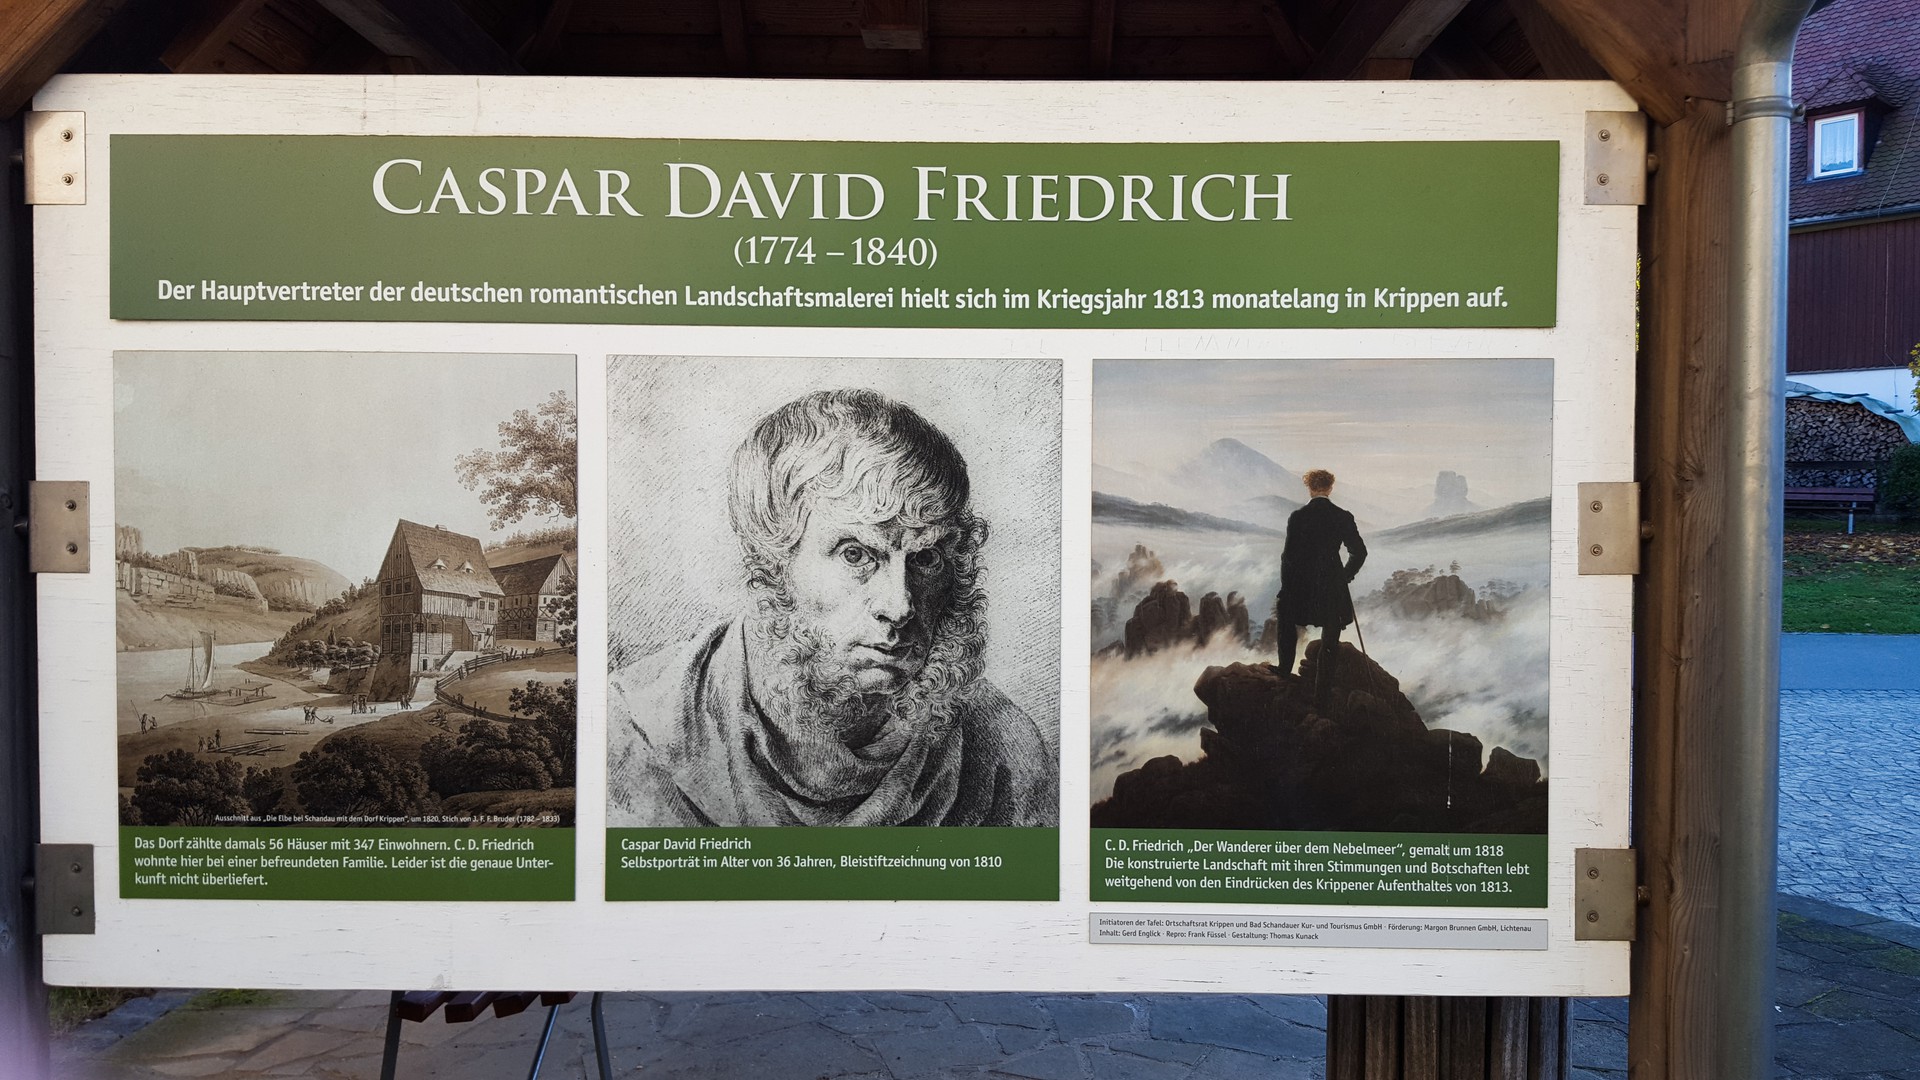 CASPAR DAVID FRIEDRICH
(1774 – 1840)
Der Hauptvertreter der deutschen romantischen Landschaftsmalerei hielt sich im Kriegsjahr 1813 monatelang in Krippen auf.
Ausschnitt aus „Die Elbe bei Schandau mit dem Dorf Krippen“, um 1820, Stich von J. F. F. Bruder (1782 – 1833)
Das Dorf zählte damals 56 Häuser mit 347 Einwohnern. C. D. Friedrich
wohnte hier bei einer befreundeten Familie. Leider ist die genaue Unter-
kunft nicht überliefert.
Caspar David Friedrich
Selbstporträt im Alter von 36 Jahren, Bleistiftzeichnung von 1810
C. D. Friedrich „Der Wanderer über dem Nebelmeer“, gemalt um 1818
Die konstruierte Landschaft mit ihren Stimmungen und Botschaften lebt
weitgehend von den Eindrücken des Krippener Aufenthaltes von 1813.
Initiatoren der Tafel: Ortschaftsrat Krippen und Bad Schandauer Kur- und Tourismus GmbH · Förderung: Margon Brunnen GmbH, Lichtenau
Inhalt: Gerd Englick · Repro: Frank Füssel · Gestaltung: Thomas Kunack